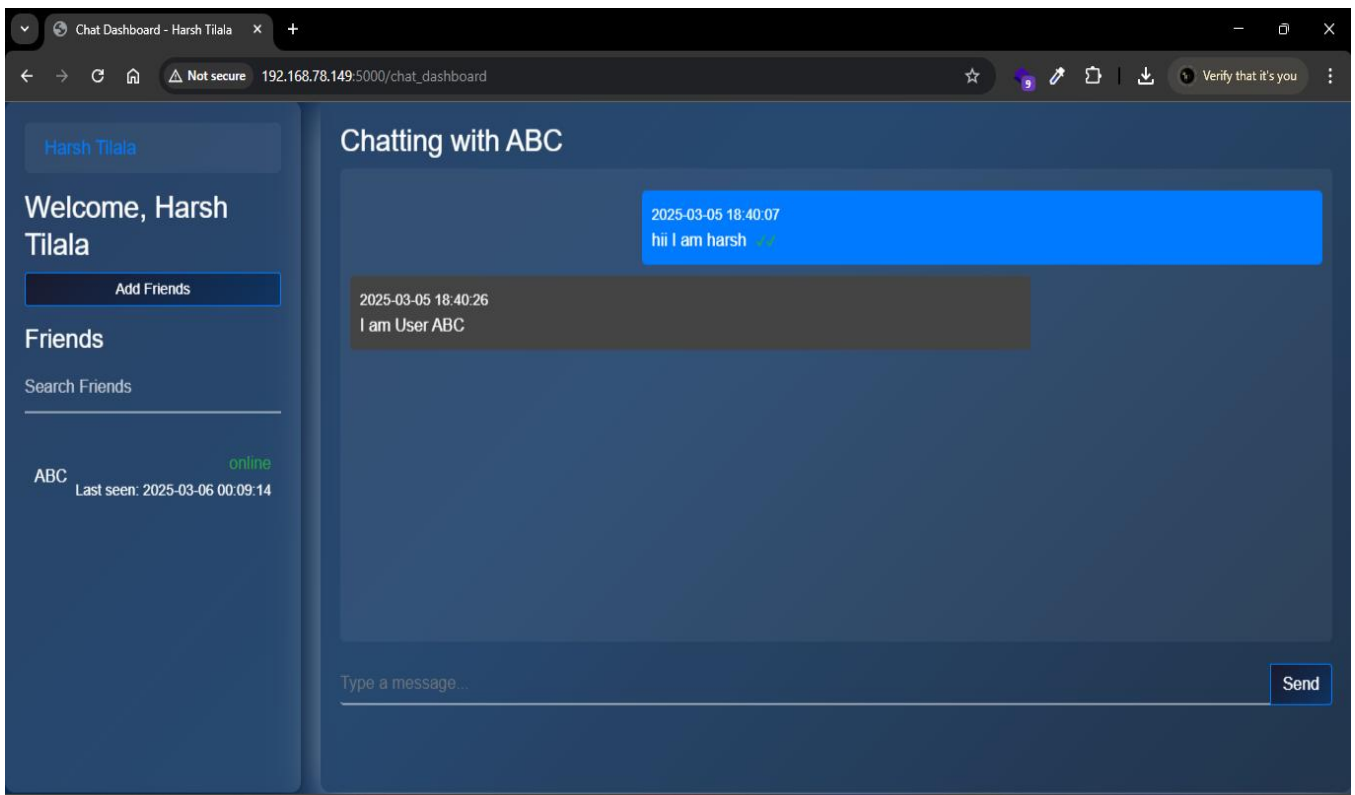 Chat Dashboard - Harsh Tilala
Not secure 192.168.78.149:5000/chat_dashboard
9
Verify that it's you
Harsh Tilala
Welcome, Harsh
Tilala
Add Friends
Friends
Search Friends
ABC
online
Last seen: 2025-03-06 00:09:14
Chatting with ABC
2025-03-05 18:40:07
hii I am harsh ✓✓
2025-03-05 18:40:26
I am User ABC
Type a message...
Send